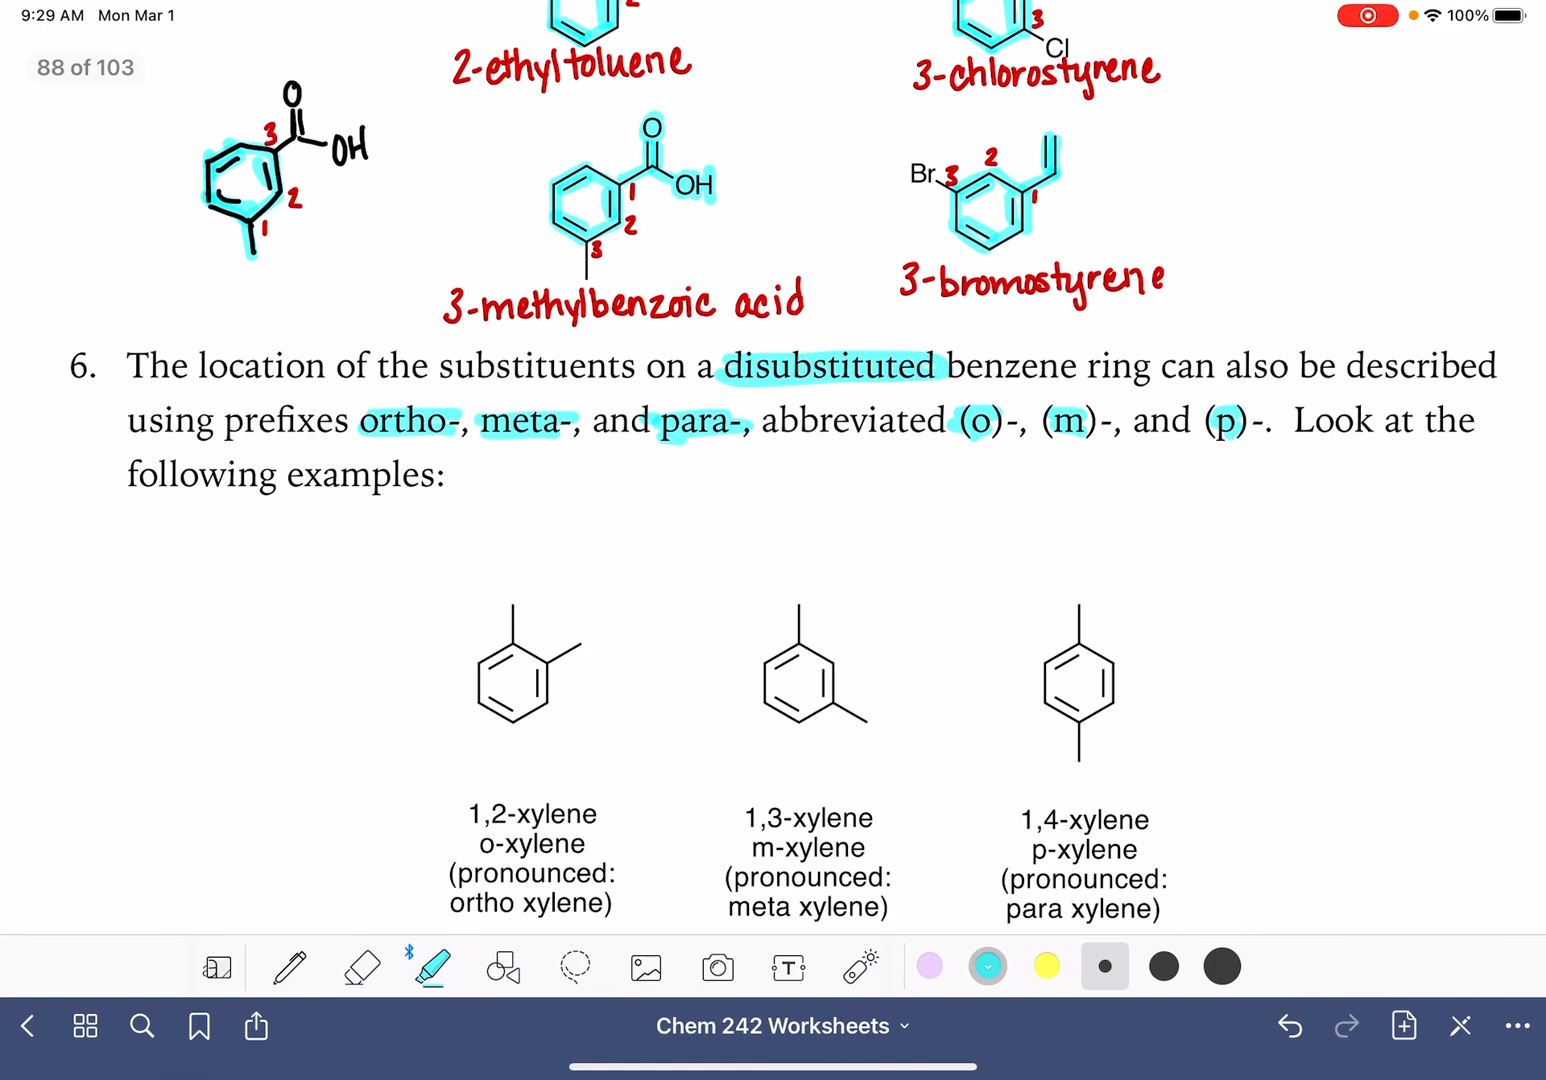 9:29 AM Mon Mar 1
100%
88 of 103
2
3
Cl
2-ethyltoluene
3-chlorostyrene
O
3
OH
2
1
O
OH
1
2
3
Br
3
2
1
3-methylbenzoic acid
3-bromostyrene
6. The location of the substituents on a disubstituted benzene ring can also be described
using prefixes ortho-, meta-, and para-, abbreviated (o)-, (m)-, and (p)-. Look at the
following examples:
1,2-xylene
o-xylene
(pronounced:
ortho xylene)
1,3-xylene
m-xylene
(pronounced:
meta xylene)
1,4-xylene
p-xylene
(pronounced:
para xylene)
a
T
Chem 242 Worksheets